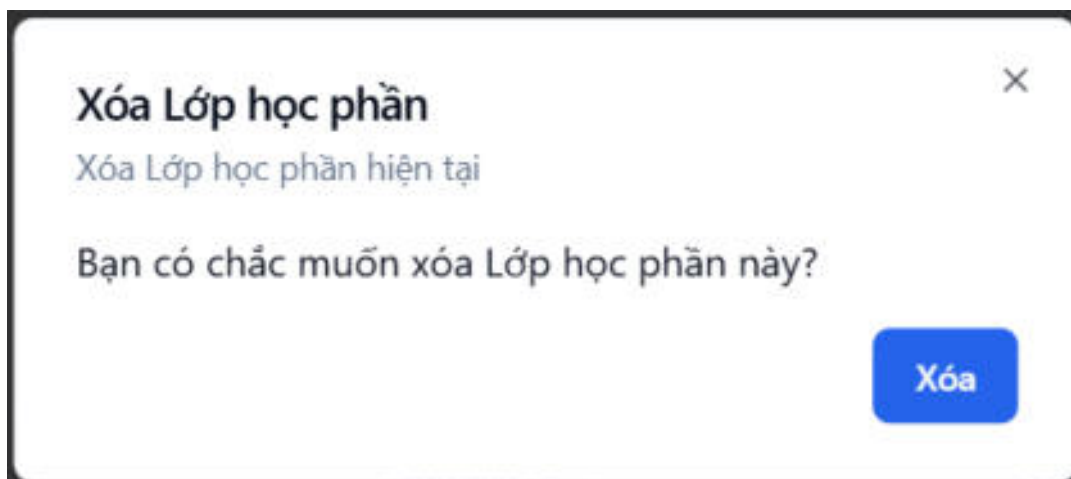 Xóa Lớp học phần
Xóa Lớp học phần hiện tại
Bạn có chắc muốn xóa Lớp học phần này?
Xóa